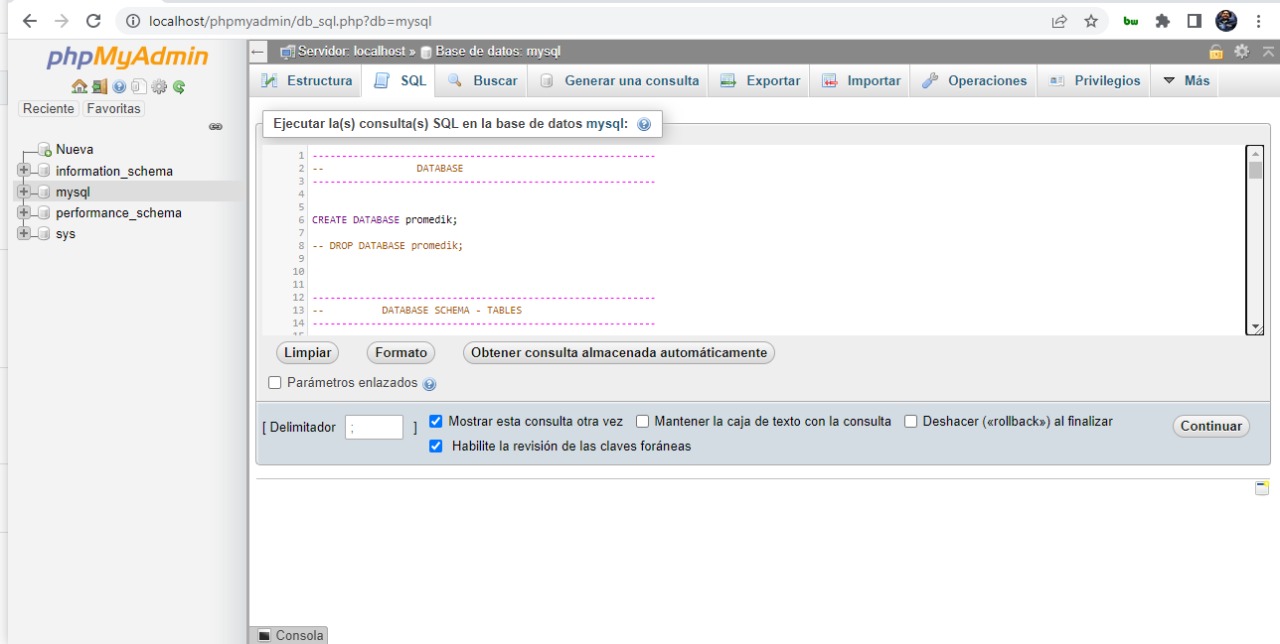 localhost/phpmyadmin/db_sql.php?db=mysql
bw
phpMyAdmin
Reciente Favoritas
Nueva
information_schema
mysql
performance_schema
sys
Servidor: localhost » Base de datos: mysql
Estructura SQL Buscar Generar una consulta Exportar Importar Operaciones Privilegios Más
Ejecutar la(s) consulta(s) SQL en la base de datos mysql:
1 -----------------------------------------------------------
2 -- DATABASE
3 -----------------------------------------------------------
4
5
6 CREATE DATABASE promedik;
7
8 -- DROP DATABASE promedik;
9
10
11
12 -----------------------------------------------------------
13 -- DATABASE SCHEMA - TABLES
14 -----------------------------------------------------------
15
Limpiar Formato Obtener consulta almacenada automáticamente
Parámetros enlazados
[ Delimitador ; ] Mostrar esta consulta otra vez Mantener la caja de texto con la consulta Deshacer («rollback») al finalizar
Habilite la revisión de las claves foráneas
Continuar
Consola